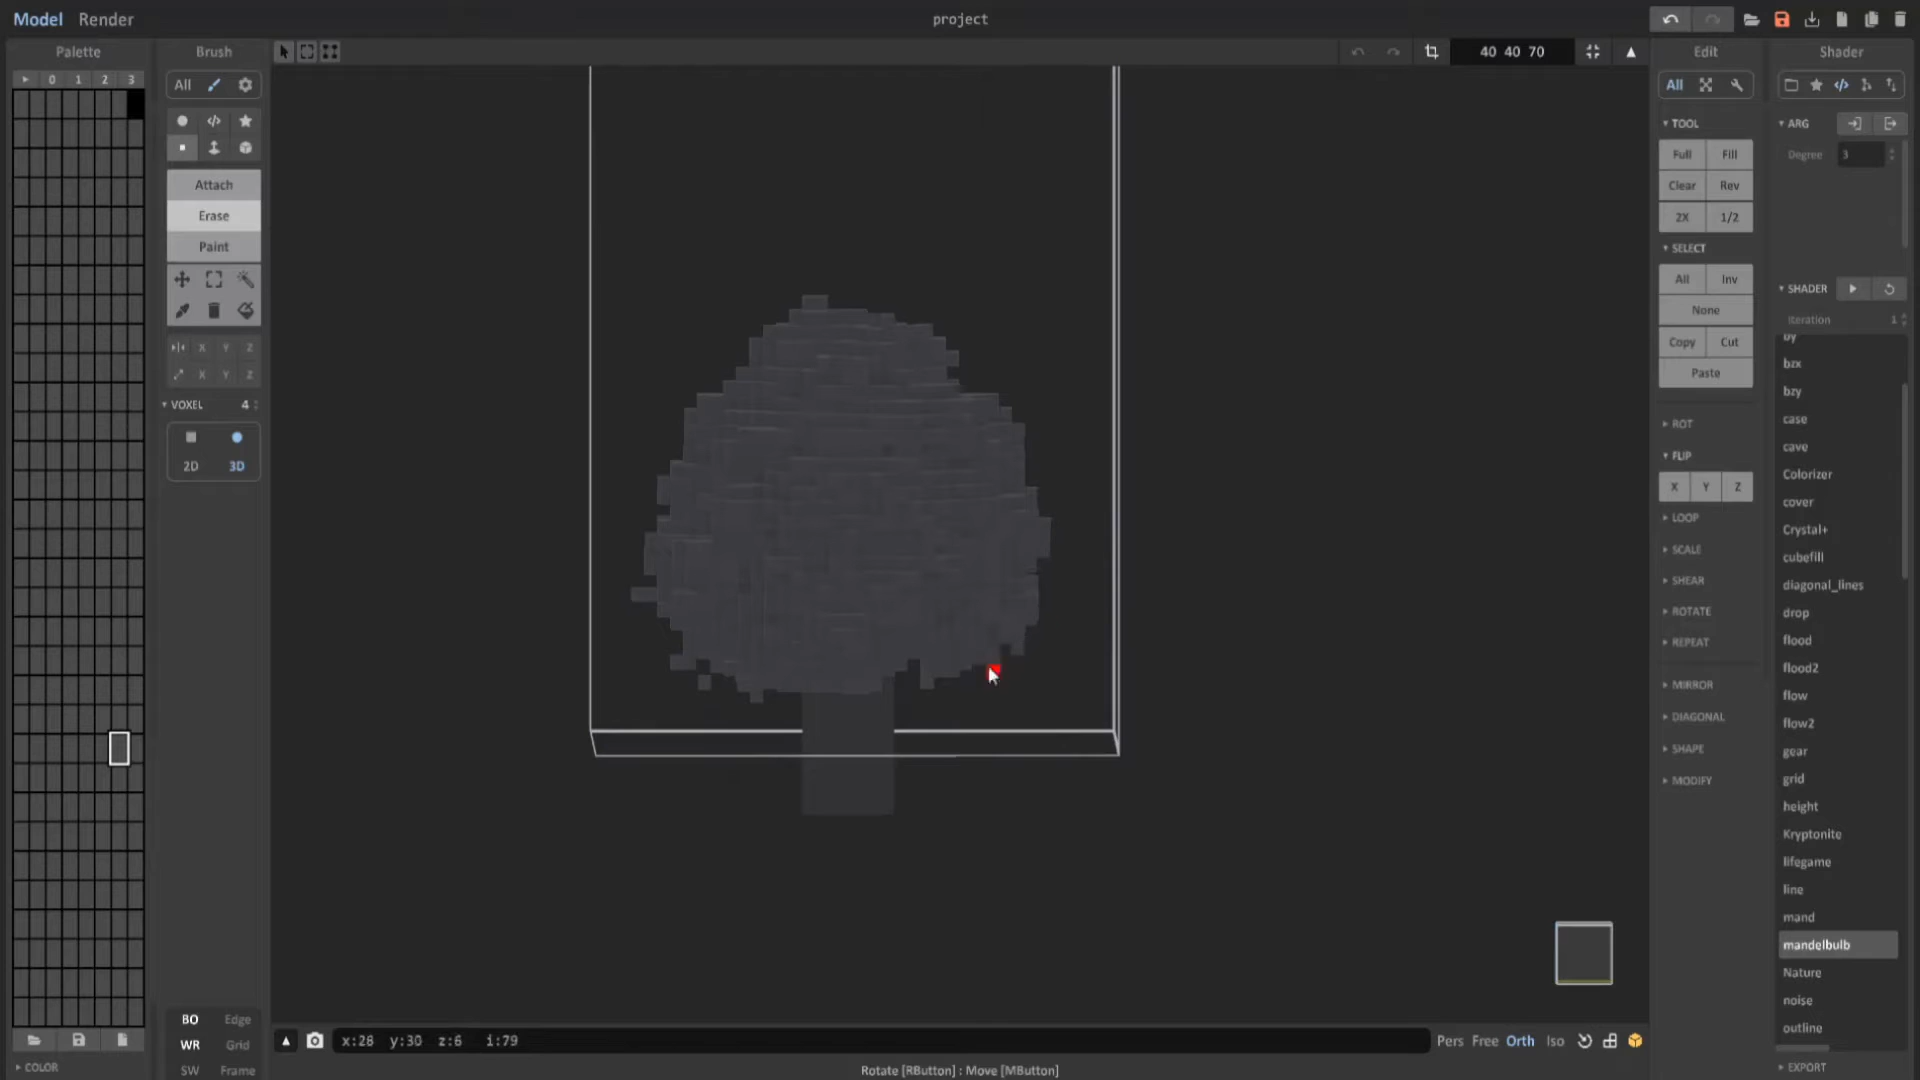 Model Render
project
Palette
0 1 2 3
COLOR
Brush
All
Attach
Erase
Paint
X Y Z
X Y Z
VOXEL 4
2D 3D
BO Edge
WR Grid
SW Frame
40 40 70
x:28 y:30 z:6 i:79
Pers Free Orth Iso
Rotate [RButton] : Move [MButton]
Edit
All
TOOL
Full Fill
Clear Rev
2X 1/2
SELECT
All Inv
None
Copy Cut
Paste
ROT
FLIP
X Y Z
LOOP
SCALE
SHEAR
ROTATE
REPEAT
MIRROR
DIAGONAL
SHAPE
MODIFY
Shader
ARG
Degree 3
SHADER
Iteration 1
by
bzx
bzy
case
cave
Colorizer
cover
Crystal+
cubefill
diagonal_lines
drop
flood
flood2
flow
flow2
gear
grid
height
Kryptonite
lifegame
line
mand
mandelbulb
Nature
noise
outline
EXPORT